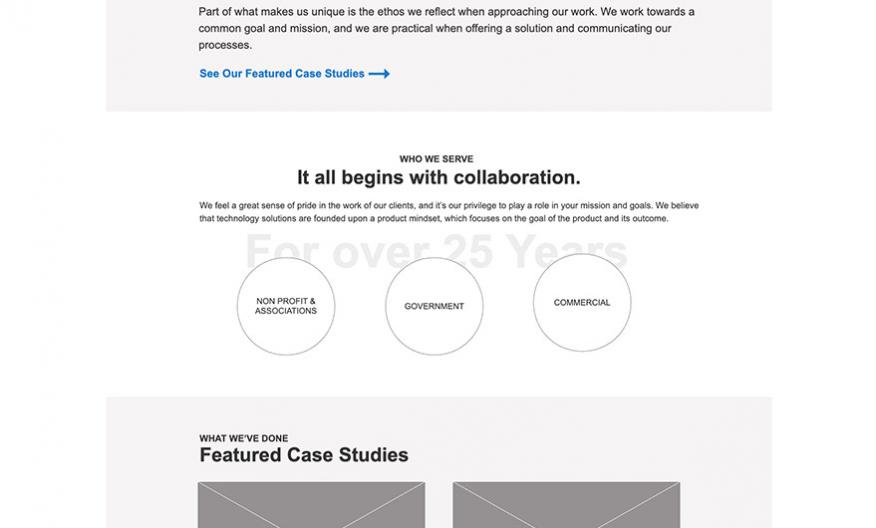 Part of what makes us unique is the ethos we reflect when approaching our work. We work towards a
common goal and mission, and we are practical when offering a solution and communicating our
processes.
See Our Featured Case Studies
WHO WE SERVE
It all begins with collaboration.
We feel a great sense of pride in the work of our clients, and it's our privilege to play a role in your mission and goals. We believe
that technology solutions are founded upon a product mindset, which focuses on the goal of the product and its outcome.
For over 25 Years
NON PROFIT &
ASSOCIATIONS
GOVERNMENT
COMMERCIAL
WHAT WE'VE DONE
Featured Case Studies